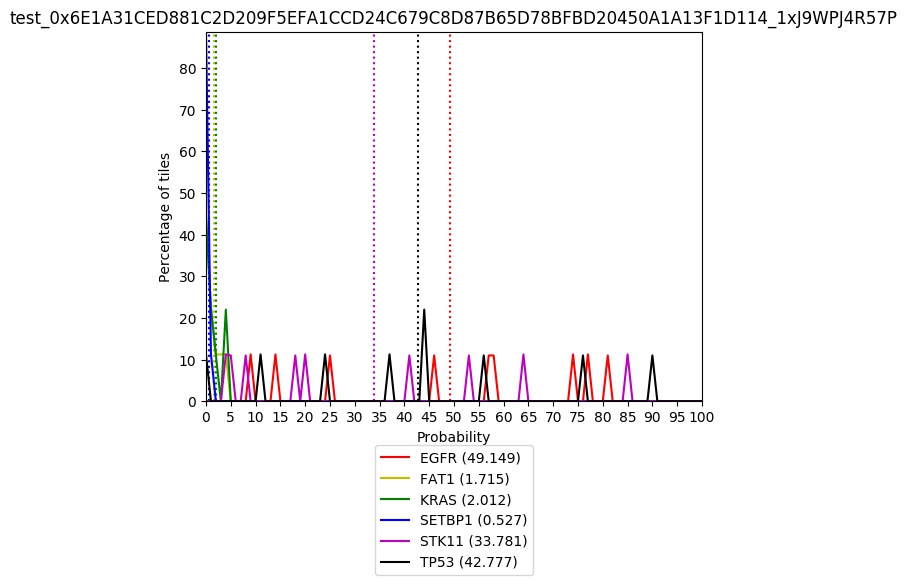 test_0x6E1A31CED881C2D209F5EFA1CCD24C679C8D87B65D78BFBD20450A1A13F1D114_1xJ9WPJ4R57P
80
70
60
50
40
30
20
10
0
Percentage of tiles
0 5 10 15 20 25 30 35 40 45 50 55 60 65 70 75 80 85 90 95 100
Probability
EGFR (49.149)
FAT1 (1.715)
KRAS (2.012)
SETBP1 (0.527)
STK11 (33.781)
TP53 (42.777)